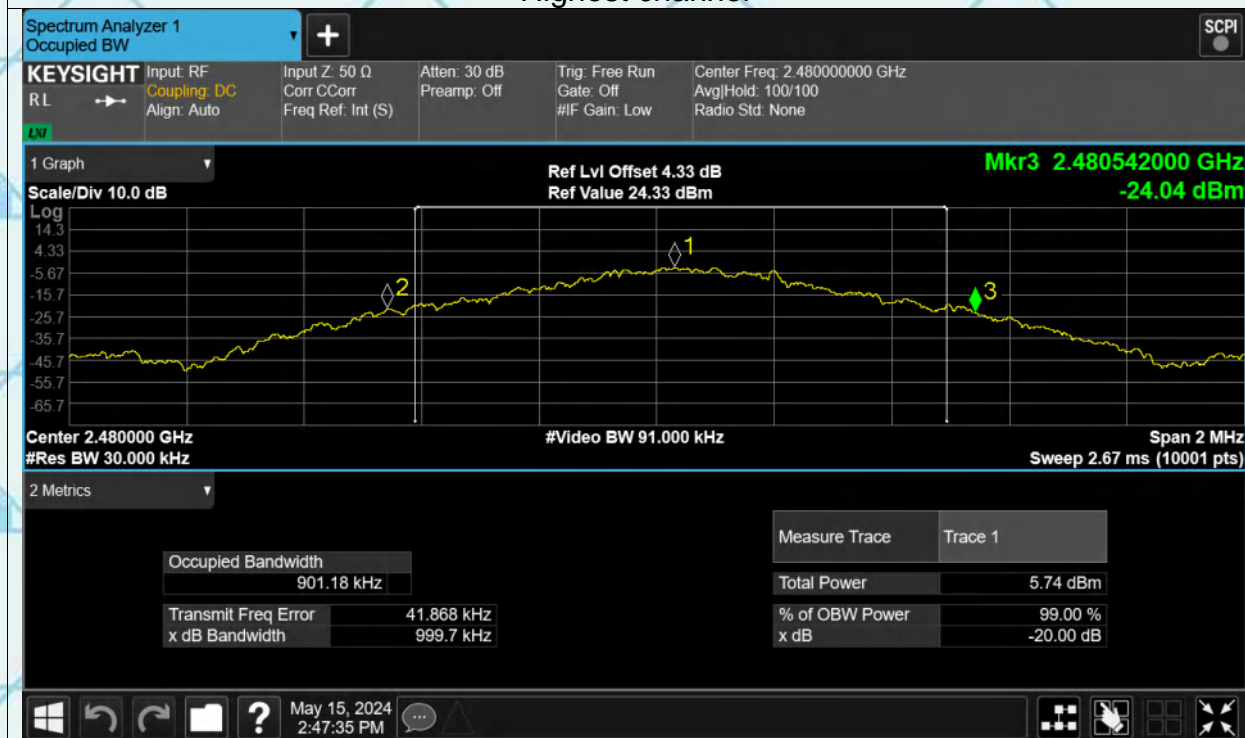 Highest channel
Spectrum Analyzer 1
Occupied BW
+
SCPI
KEYSIGHT
RL
LXI
Input: RF
Coupling: DC
Align: Auto
Input Z: 50 Ω
Corr CCorr
Freq Ref: Int (S)
Atten: 30 dB
Preamp: Off
Trig: Free Run
Gate: Off
#IF Gain: Low
Center Freq: 2.480000000 GHz
Avg|Hold: 100/100
Radio Std: None
1 Graph
Scale/Div 10.0 dB
Ref Lvl Offset 4.33 dB
Ref Value 24.33 dBm
Mkr3 2.480542000 GHz
-24.04 dBm
Log
14.3
4.33
-5.67
-15.7
-25.7
-35.7
-45.7
-55.7
-65.7
1
2
3
Center 2.480000 GHz
#Res BW 30.000 kHz
#Video BW 91.000 kHz
Span 2 MHz
Sweep 2.67 ms (10001 pts)
2 Metrics
Measure Trace Trace 1
Occupied Bandwidth
901.18 kHz
Total Power 5.74 dBm
Transmit Freq Error 41.868 kHz
% of OBW Power 99.00 %
x dB Bandwidth 999.7 kHz
x dB -20.00 dB
?
May 15, 2024
2:47:35 PM